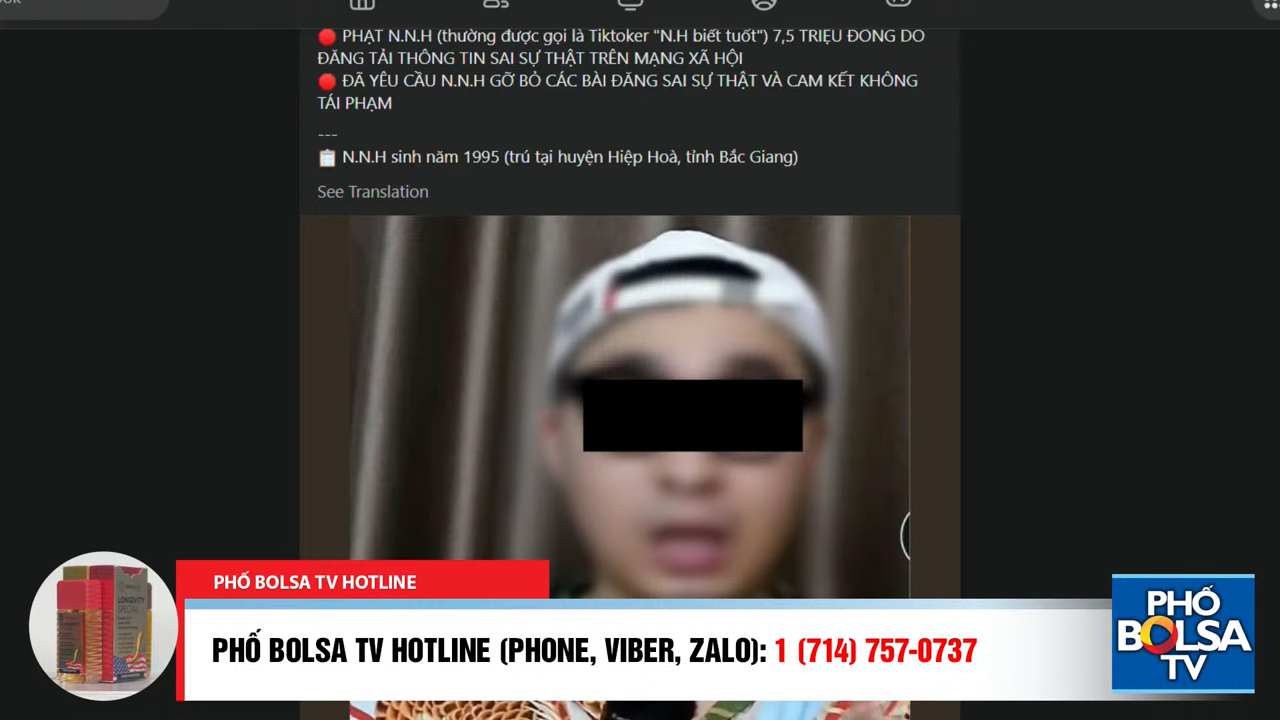 🔴 PHẠT N.N.H (thường được gọi là Tiktoker "N.H biết tuốt") 7,5 TRIỆU ĐỒNG DO
ĐĂNG TẢI THÔNG TIN SAI SỰ THẬT TRÊN MẠNG XÃ HỘI
🔴 ĐÃ YÊU CẦU N.N.H GỠ BỎ CÁC BÀI ĐĂNG SAI SỰ THẬT VÀ CAM KẾT KHÔNG
TÁI PHẠM
---
📋 N.N.H sinh năm 1995 (trú tại huyện Hiệp Hoà, tỉnh Bắc Giang)
See Translation
LONGEVITY
SPECIAL
PHỐ BOLSA TV HOTLINE
PHỐ BOLSA TV HOTLINE (PHONE, VIBER, ZALO): 1 (714) 757-0737
PHỐ
BOLSA
TV